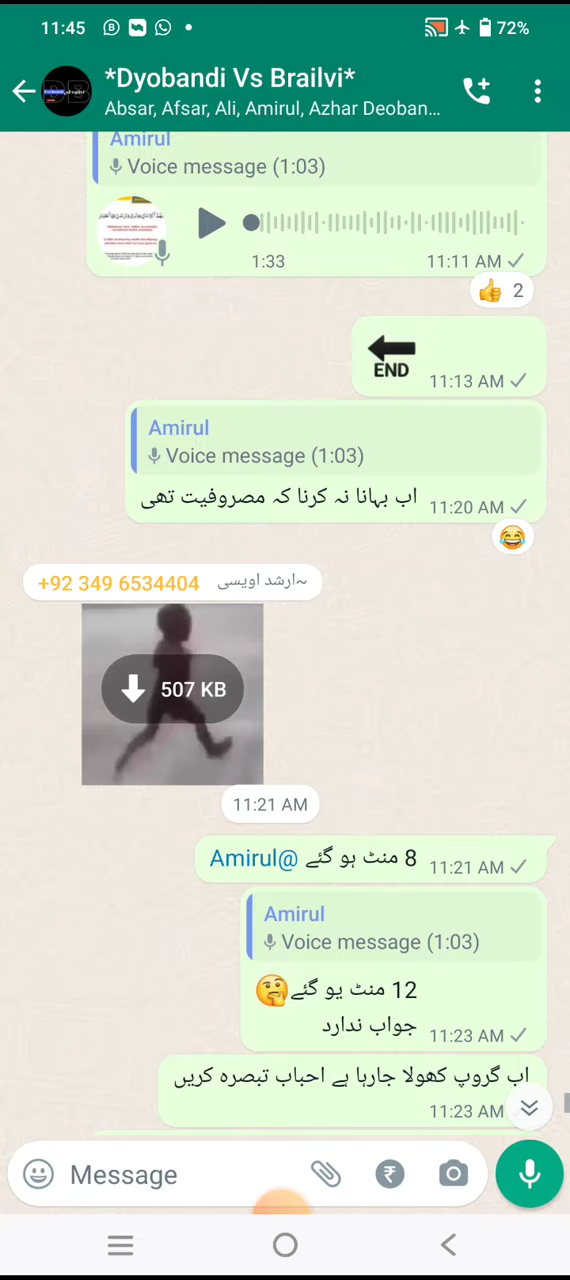 11:45
72%
*Dyobandi Vs Brailvi*
Absar, Afsar, Ali, Amirul, Azhar Deoban...
Amirul
Voice message (1:03)
1:33
11:11 AM
2
END
11:13 AM
Amirul
Voice message (1:03)
اب بہانا نہ کرنا کہ مصروفیت تھی
11:20 AM
+92 349 6534404 ~ارشد اویسی
507 KB
11:21 AM
8 منٹ ہو گئے @Amirul
11:21 AM
Amirul
Voice message (1:03)
12 منٹ یو گئے
جواب ندارد
11:23 AM
اب گروپ کھولا جارہا ہے احباب تبصرہ کریں
11:23 AM
Message